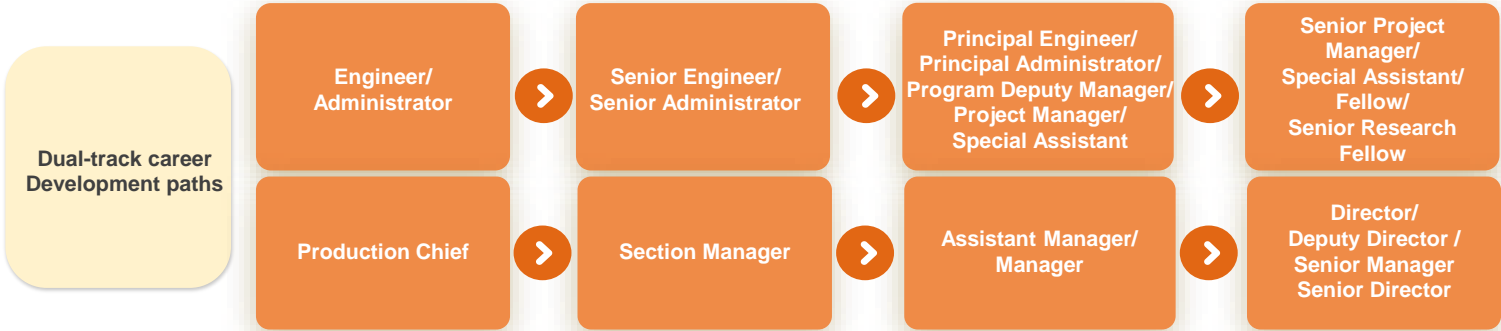 Dual-track career
Development paths
Engineer/
Administrator
Senior Engineer/
Senior Administrator
Principal Engineer/
Principal Administrator/
Program Deputy Manager/
Project Manager/
Special Assistant
Senior Project
Manager/
Special Assistant/
Fellow/
Senior Research
Fellow
Production Chief
Section Manager
Assistant Manager/
Manager
Director/
Deputy Director /
Senior Manager
Senior Director